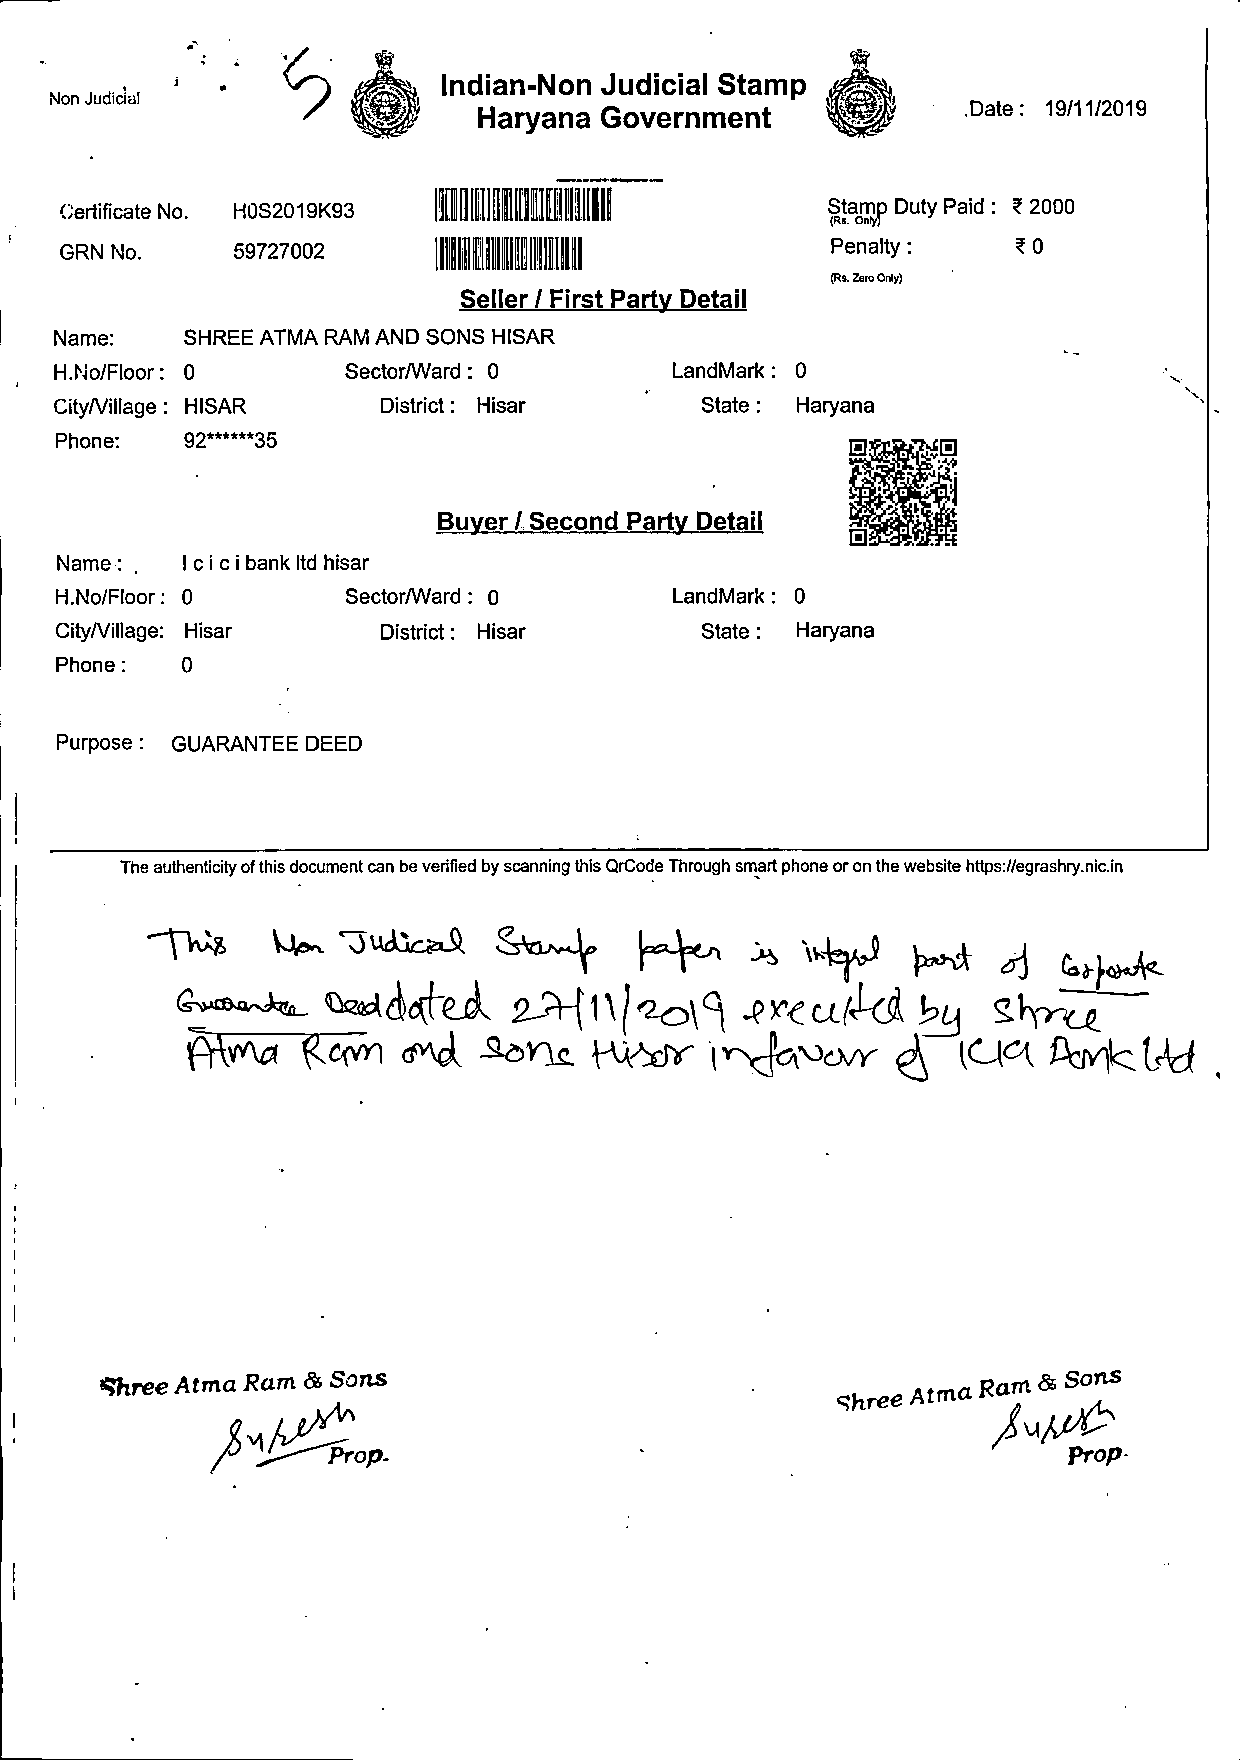 Non Judicial
5
Indian-Non Judicial Stamp
Haryana Government
Date : 19/11/2019
Certificate No. H0S2019K93
Stamp Duty Paid : ₹ 2000
(Rs. Only)
GRN No. 59727002
Penalty : ₹ 0
(Rs. Zero Only)
Seller / First Party Detail
Name: SHREE ATMA RAM AND SONS HISAR
H.No/Floor : 0 Sector/Ward : 0 LandMark : 0
City/Village : HISAR District : Hisar State : Haryana
Phone: 92******35
Buyer / Second Party Detail
Name : I c i c i bank ltd hisar
H.No/Floor : 0 Sector/Ward : 0 LandMark : 0
City/Village: Hisar District : Hisar State : Haryana
Phone : 0
Purpose : GUARANTEE DEED
The authenticity of this document can be verified by scanning this QrCode Through smart phone or on the website https://egrashry.nic.in
This Non Judicial Stamp paper is integral part of Corporate
Guarantee Deed dated 27/11/2019 executed by Shree
Atma Ram and Sons Hisar infavour of ICICI Bank Ltd.
Shree Atma Ram & Sons
Sukesh
Prop.
Shree Atma Ram & Sons
Sukesh
Prop.